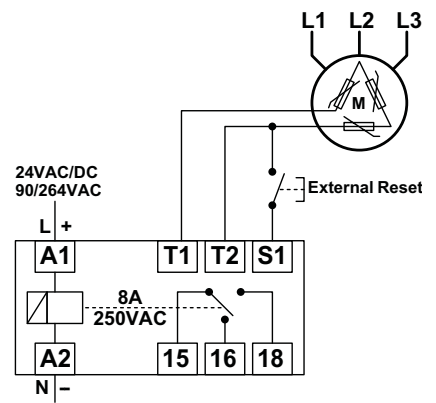 L1 L2 L3
M
24VAC/DC
90/264VAC
External Reset
L +
A1 T1 T2 S1
8A
250VAC
A2 15 16 18
N −